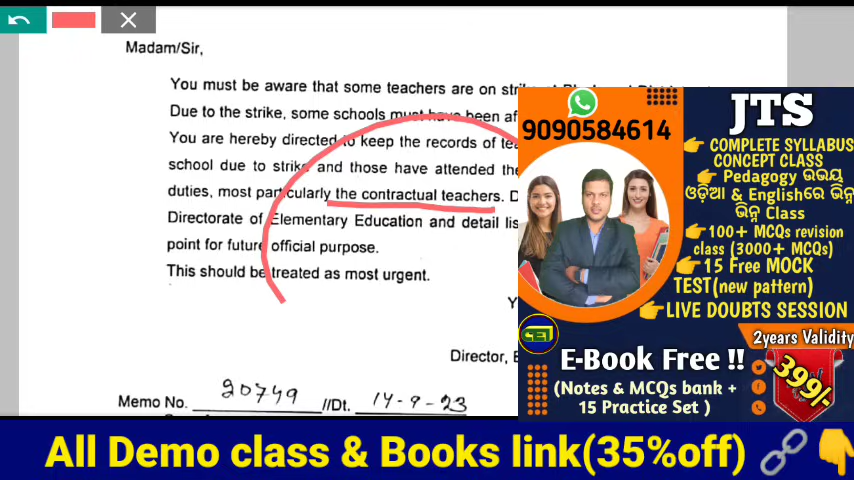 Madam/Sir,
You must be aware that some teachers are on
Due to the strike, some schools must have been
You are hereby directed to keep the records of
school due to strike and those have attended the
duties, most particularly the contractual teachers.
Directorate of Elementary Education and detail
point for future official purpose.
This should be treated as most urgent.
Director,
Memo No. 20749 //Dt. 14-9-23
9090584614
JTS
👉 COMPLETE SYLLABUS
CONCEPT CLASS
👉 Pedagogy ଉଭୟ
ଓଡ଼ିଆ & Englishରେ ଭିନ୍ନ
ଭିନ୍ନ Class
👉100+ MCQs revision
class (3000+ MCQs)
👉15 Free MOCK
TEST(new pattern)
👉LIVE DOUBTS SESSION
2years Validity
399/-
E-Book Free !!
(Notes & MCQs bank +
15 Practice Set )
All Demo class & Books link(35%off) 🔗👇